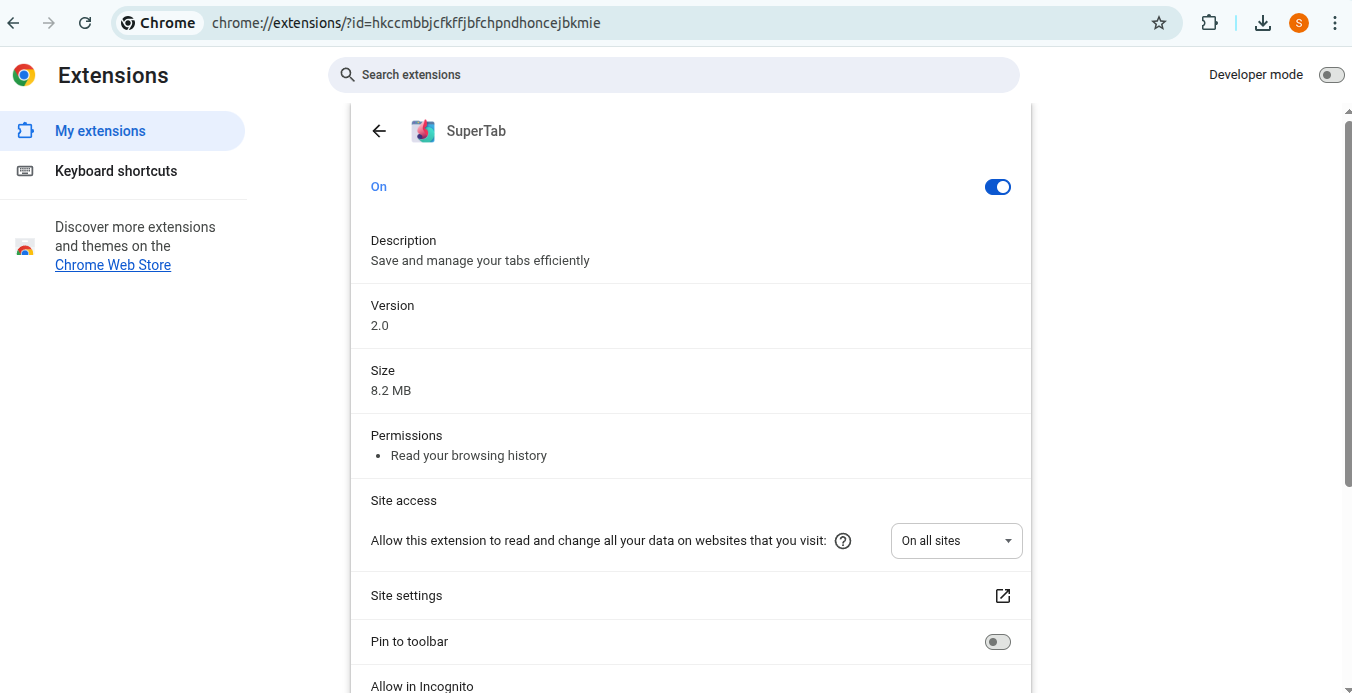 Chrome
chrome://extensions/?id=hkccmbbjcfkffjbfchpndhoncejbkmie
S
Extensions
Search extensions
Developer mode
My extensions
Keyboard shortcuts
Discover more extensions
and themes on the
Chrome Web Store
SuperTab
On
Description
Save and manage your tabs efficiently
Version
2.0
Size
8.2 MB
Permissions
• Read your browsing history
Site access
Allow this extension to read and change all your data on websites that you visit:
On all sites
Site settings
Pin to toolbar
Allow in Incognito